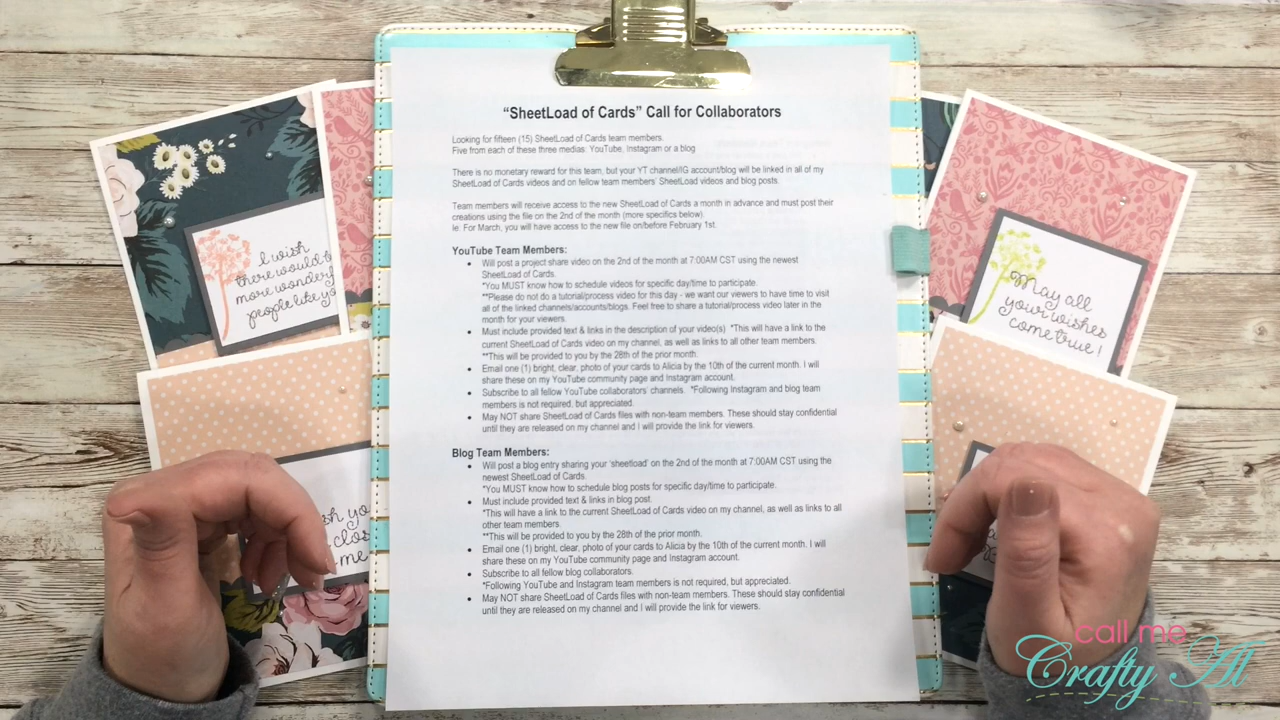 “SheetLoad of Cards” Call for Collaborators
Looking for fifteen (15) SheetLoad of Cards team members.
Five from each of these three medias: YouTube, Instagram or a blog
There is no monetary reward for this team, but your YT channel/IG account/blog will be linked in all of my
SheetLoad of Cards videos and on fellow team members’ SheetLoad videos and blog posts.
Team members will receive access to the new SheetLoad of Cards a month in advance and must post their
creations using the file on the 2nd of the month (more specifics below).
Ie. For March, you will have access to the new file on/before February 1st.
YouTube Team Members:
• Will post a project share video on the 2nd of the month at 7:00AM CST using the newest
SheetLoad of Cards.
*You MUST know how to schedule videos for specific day/time to participate.
**Please do not do a tutorial/process video for this day - we want our viewers to have time to visit
all of the linked channels/accounts/blogs. Feel free to share a tutorial/process video later in the
month for your viewers.
• Must include provided text & links in the description of your video(s) *This will have a link to the
current SheetLoad of Cards video on my channel, as well as links to all other team members.
**This will be provided to you by the 28th of the prior month.
• Email one (1) bright, clear, photo of your cards to Alicia by the 10th of the current month. I will
share these on my YouTube community page and Instagram account.
• Subscribe to all fellow YouTube collaborators’ channels. *Following Instagram and blog team
members is not required, but appreciated.
• May NOT share SheetLoad of Cards files with non-team members. These should stay confidential
until they are released on my channel and I will provide the link for viewers.
Blog Team Members:
• Will post a blog entry sharing your ‘sheetload’ on the 2nd of the month at 7:00AM CST using the
newest SheetLoad of Cards.
*You MUST know how to schedule blog posts for specific day/time to participate.
• Must include provided text & links in blog post.
*This will have a link to the current SheetLoad of Cards video on my channel, as well as links to all
other team members.
**This will be provided to you by the 28th of the prior month.
• Email one (1) bright, clear, photo of your cards to Alicia by the 10th of the current month. I will
share these on my YouTube community page and Instagram account.
• Subscribe to all fellow blog collaborators.
*Following YouTube and Instagram team members is not required, but appreciated.
• May NOT share SheetLoad of Cards files with non-team members. These should stay confidential
until they are released on my channel and I will provide the link for viewers.
I wish
there would b
more wonder
people like yo
May all
your wishes
come true!
sh yo
clos
me
call me
Crafty Al